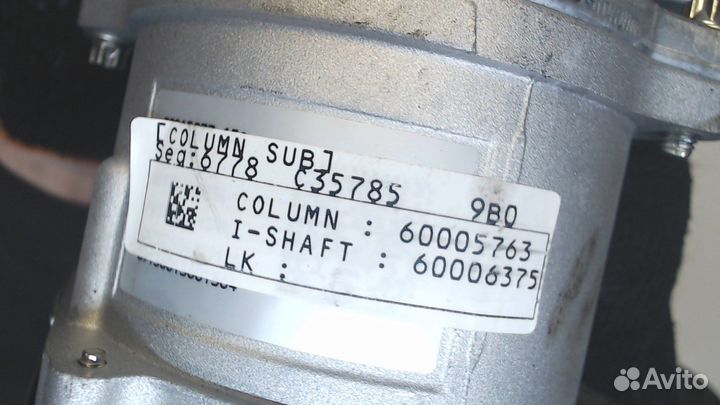 [COLUMN SUB]
Seq:6778 C35785 9B0
COLUMN : 60005763
I-SHAFT : 60006375
LK :
Avito